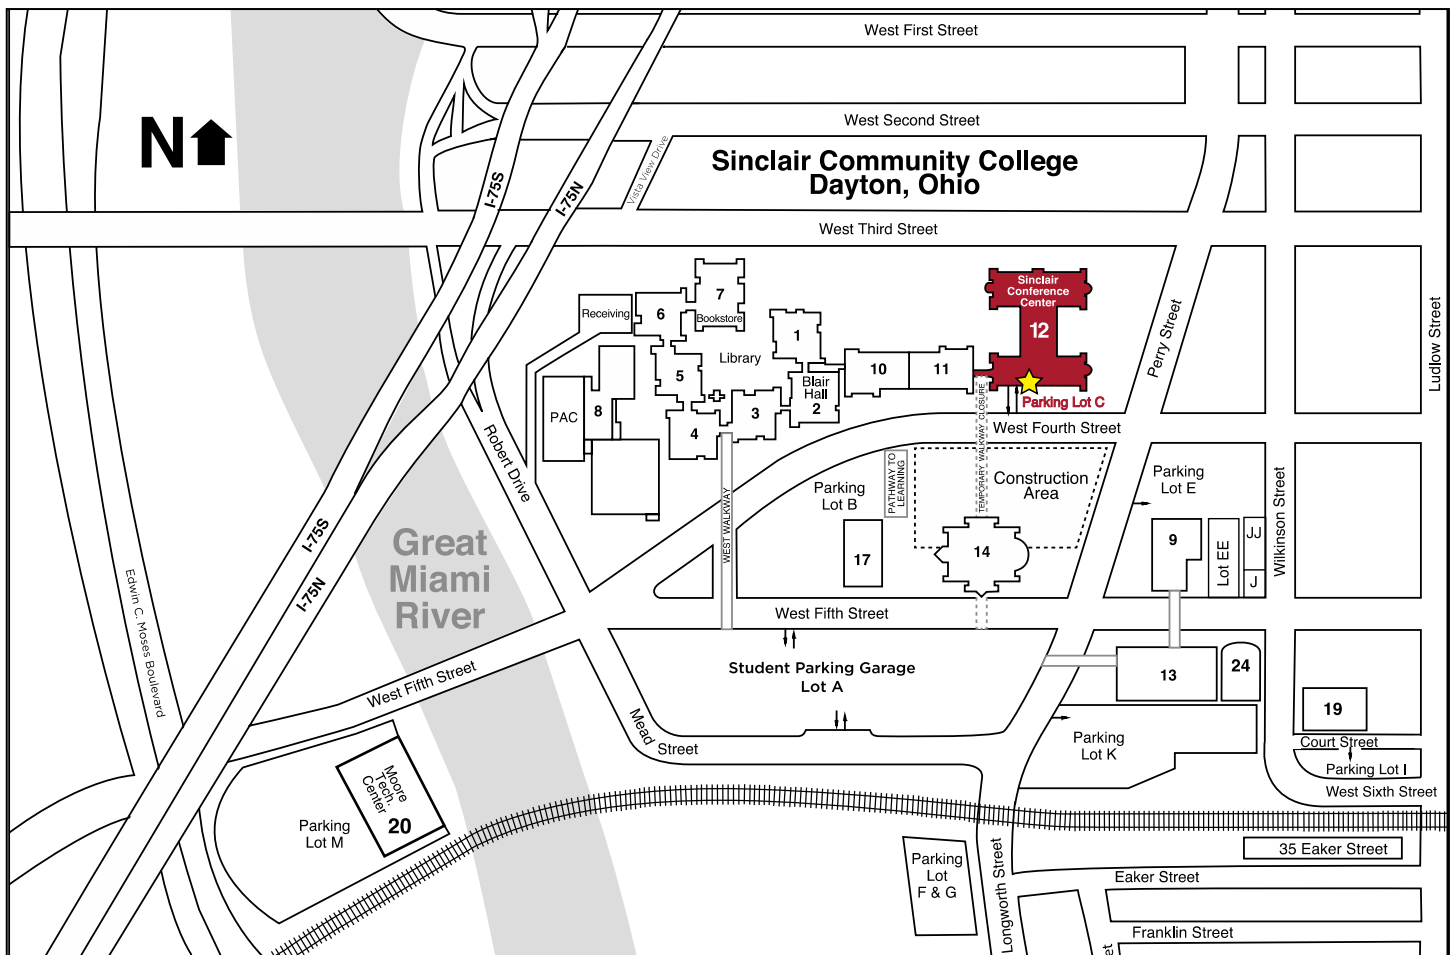 West First Street
West Second Street
N
Sinclair Community College
Dayton, Ohio
Vista View Drive
I-75S
I-75N
West Third Street
Sinclair
Conference
Center
12
7
Bookstore
6
Receiving
1
Library
Perry Street
Ludlow Street
10
11
5
Blair
Hall
2
PAC
8
3
4
Parking Lot C
West Fourth Street
TEMPORARY WALKWAY CLOSURE
Robert Drive
PATHWAY TO
LEARNING
Construction
Area
Parking
Lot B
Parking
Lot E
WEST WALKWAY
Wilkinson Street
I-75S
I-75N
Great
Miami
River
17
14
9
Lot EE
JJ
J
Edwin C. Moses Boulevard
West Fifth Street
West Fifth Street
Student Parking Garage
Lot A
13
24
19
Mead Street
Parking
Lot K
Court Street
Parking Lot I
West Sixth Street
Moore
Tech.
Center
20
Parking
Lot M
35 Eaker Street
Parking
Lot
F & G
Longworth Street
Eaker Street
Franklin Street
et